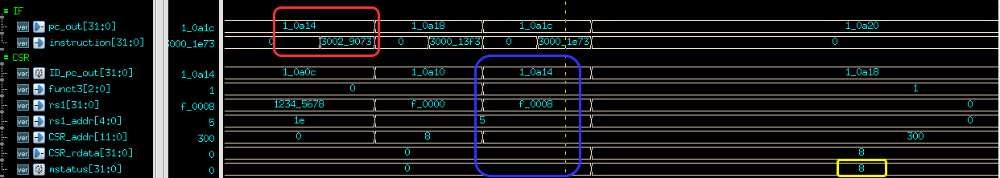 IF
ver pc_out[31:0] 1_0a1c 1_0a14 1_0a18 1_0a1c 1_0a20
ver instruction[31:0] 3000_1e73 0 3002_9073 0 3000_13f3 0 3000_1e73 0
CSR
ver ID_pc_out[31:0] 1_0a14 1_0a0c 1_0a10 1_0a14 1_0a18
ver funct3[2:0] 1 0 1
ver rs1[31:0] f_0008 1234_5678 f_0000 f_0008 0
ver rs1_addr[4:0] 5 1e 5 0
ver CSR_addr[11:0] 300 0 8 300
ver CSR_rdata[31:0] 0 0 8
ver mstatus[31:0] 0 0 8